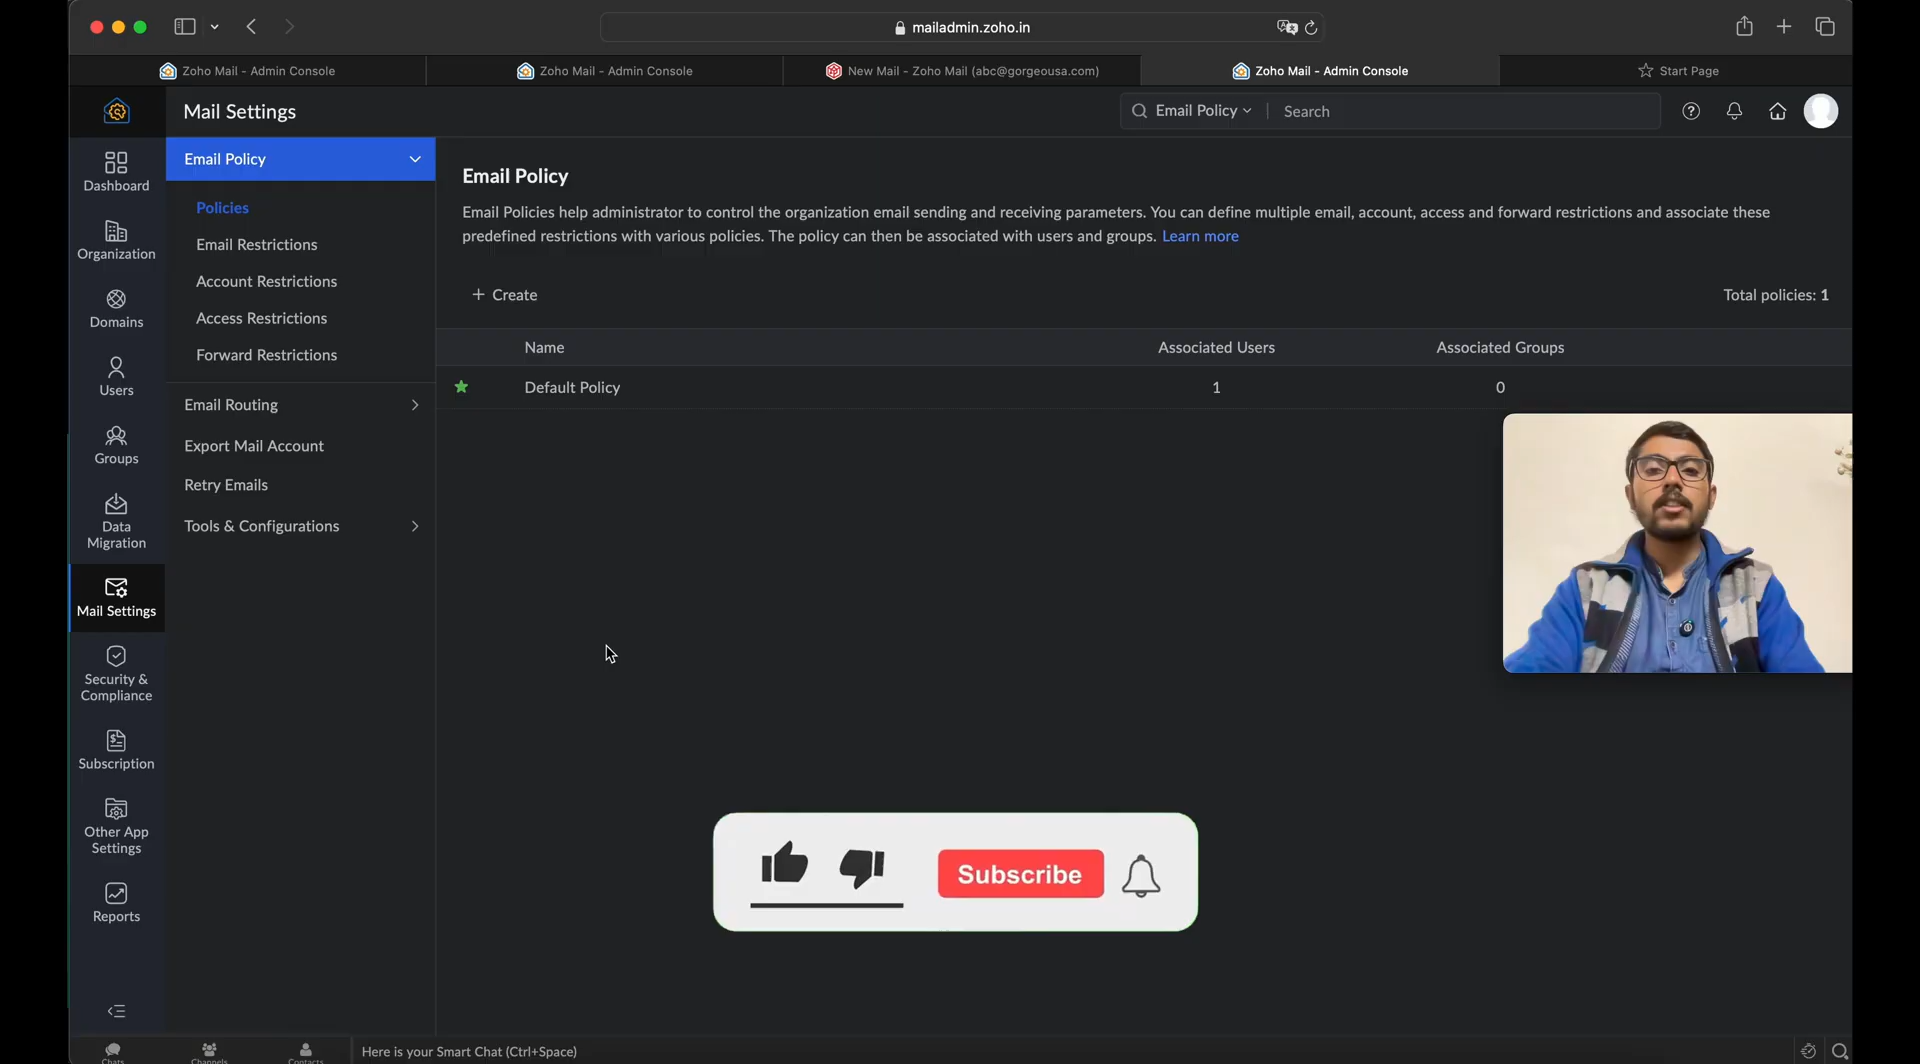 mailadmin.zoho.in
Zoho Mail - Admin Console
Zoho Mail - Admin Console
New Mail - Zoho Mail (abc@gorgeousa.com)
Zoho Mail - Admin Console
Start Page
Mail Settings
Email Policy
Search
Dashboard
Organization
Domains
Users
Groups
Data
Migration
Mail Settings
Security &
Compliance
Subscription
Other App
Settings
Reports
Email Policy
Policies
Email Restrictions
Account Restrictions
Access Restrictions
Forward Restrictions
Email Routing
Export Mail Account
Retry Emails
Tools & Configurations
Email Policy
Email Policies help administrator to control the organization email sending and receiving parameters. You can define multiple email, account, access and forward restrictions and associate these
predefined restrictions with various policies. The policy can then be associated with users and groups. Learn more
+ Create
Total policies: 1
Name Associated Users Associated Groups
Default Policy 1 0
Subscribe
Chats Channels Contacts
Here is your Smart Chat (Ctrl+Space)